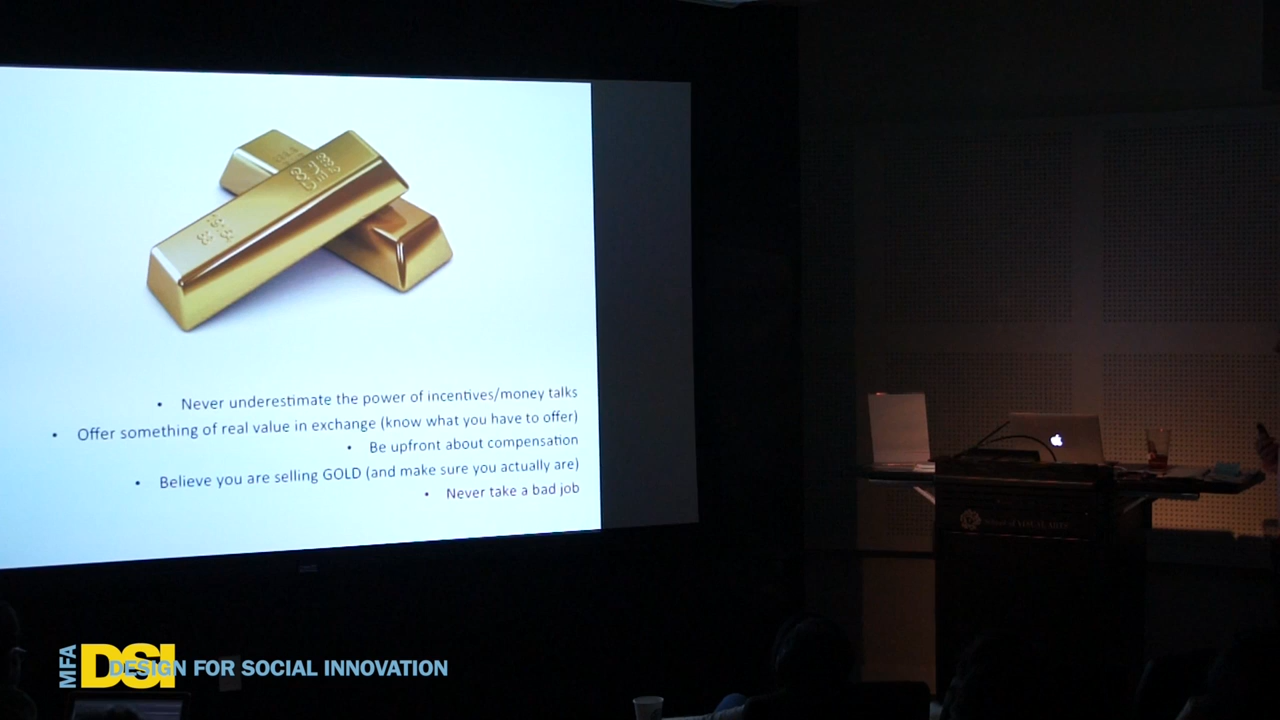 • Never underestimate the power of incentives/money talks
• Offer something of real value in exchange (know what you have to offer)
• Be upfront about compensation
• Believe you are selling GOLD (and make sure you actually are)
• Never take a bad job
MFA DSI
DESIGN FOR SOCIAL INNOVATION